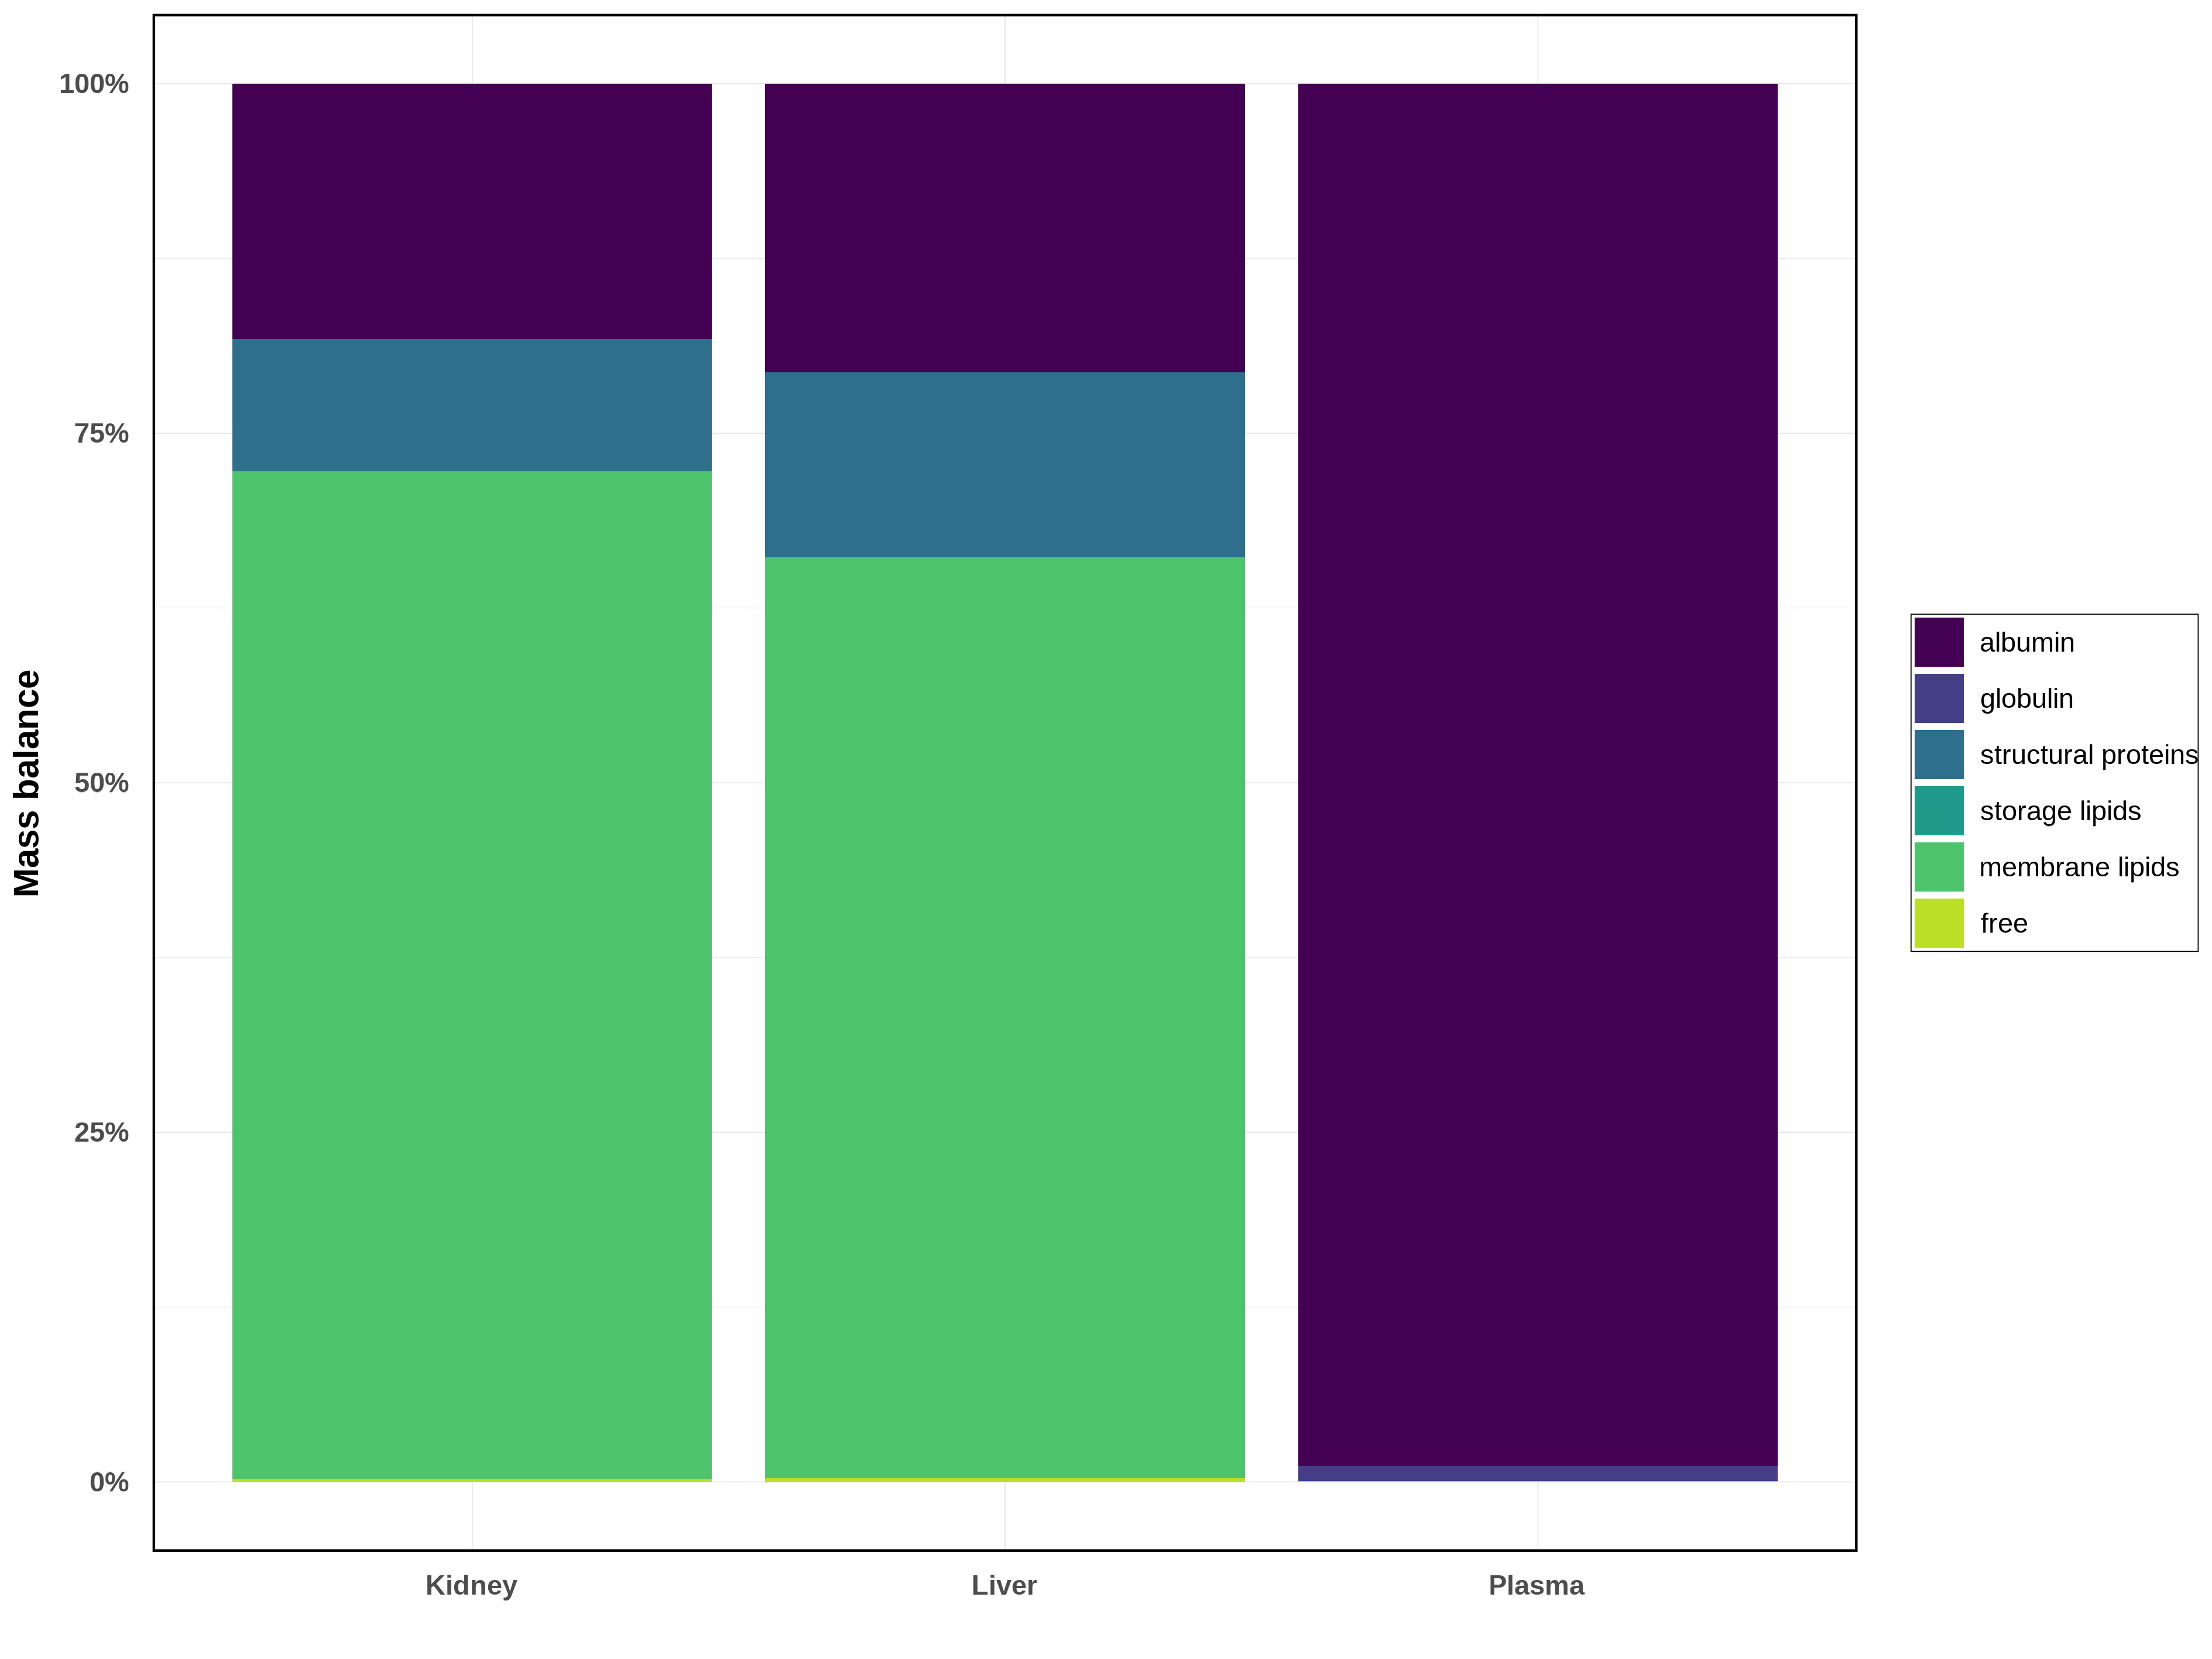 Mass balance
100%
75%
50%
25%
0%
Kidney
Liver
Plasma
albumin
globulin
structural proteins
storage lipids
membrane lipids
free